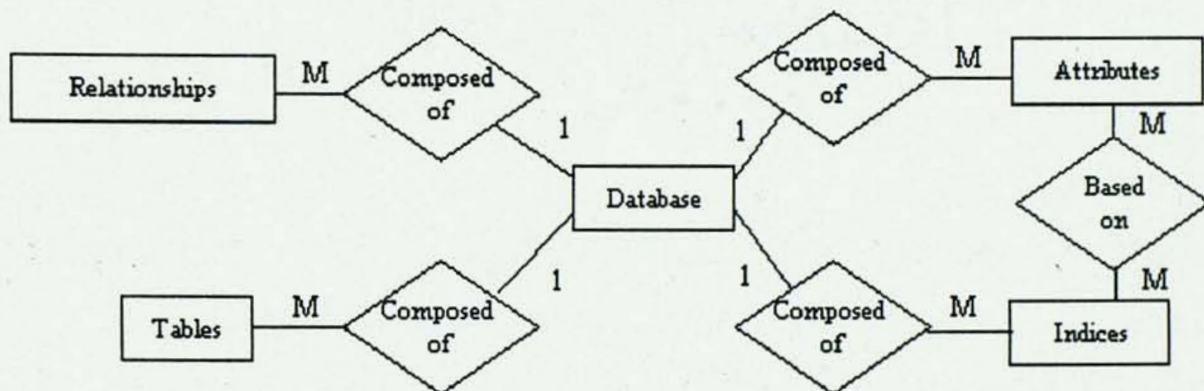 Relationships
M
Composed
of
1
Composed
of
M
1
Attributes
M
Based
on
M
Database
Tables
M
Composed
of
1
Composed
of
1
M
Indices